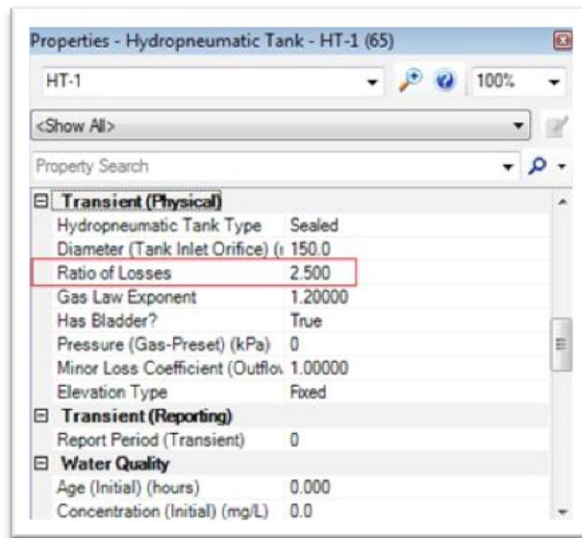 Properties - Hydropneumatic Tank - HT-1 (65)
HT-1 100%
<Show All>
Property Search
Transient (Physical)
Hydropneumatic Tank Type Sealed
Diameter (Tank Inlet Orifice) ( 150.0
Ratio of Losses 2.500
Gas Law Exponent 1.20000
Has Bladder? True
Pressure (Gas-Preset) (kPa) 0
Minor Loss Coefficient (Outflow 1.00000
Elevation Type Fixed
Transient (Reporting)
Report Period (Transient) 0
Water Quality
Age (Initial) (hours) 0.000
Concentration (Initial) (mg/L) 0.0